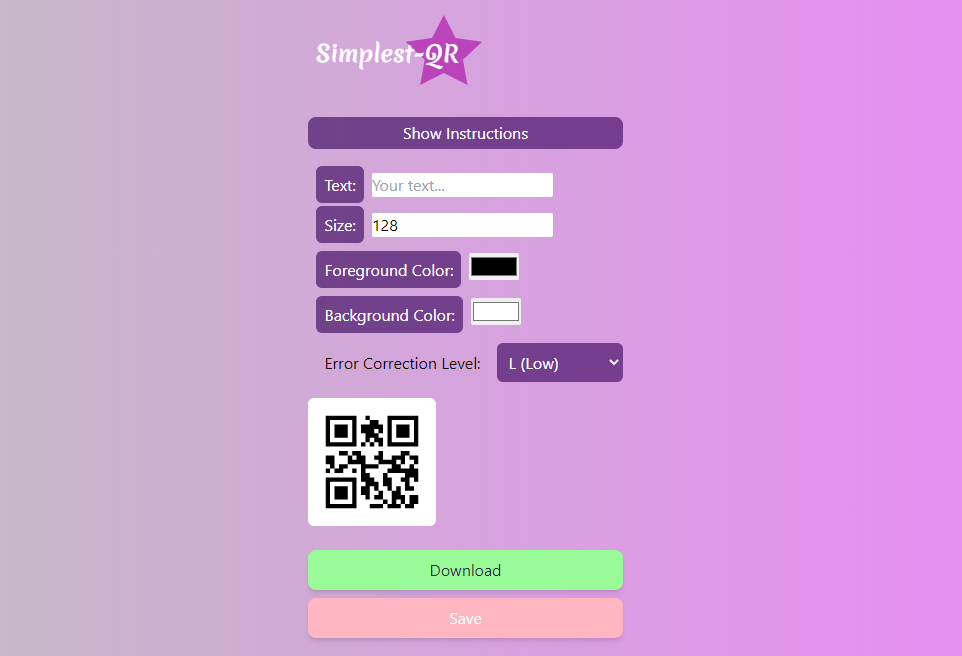 Simplest-QR
Show Instructions
Text: Your text...
Size: 128
Foreground Color:
Background Color:
Error Correction Level: L (Low)
Download
Save